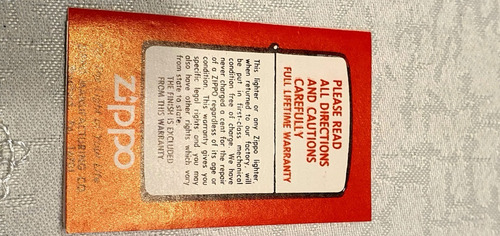 PLEASE READ
ALL DIRECTIONS
AND CAUTIONS
CAREFULLY
FULL LIFETIME WARRANTY
This lighter or any Zippo lighter,
when returned to our factory, will
be put in first-class mechanical
condition free of charge. We have
never charged a cent for the repair
of a ZIPPO regardless of its age or
condition. This warranty gives you
specific legal rights and you may
also have other rights which vary
from state to state.
THE FINISH IS EXCLUDED
FROM THIS WARRANTY
Zippo
CO.